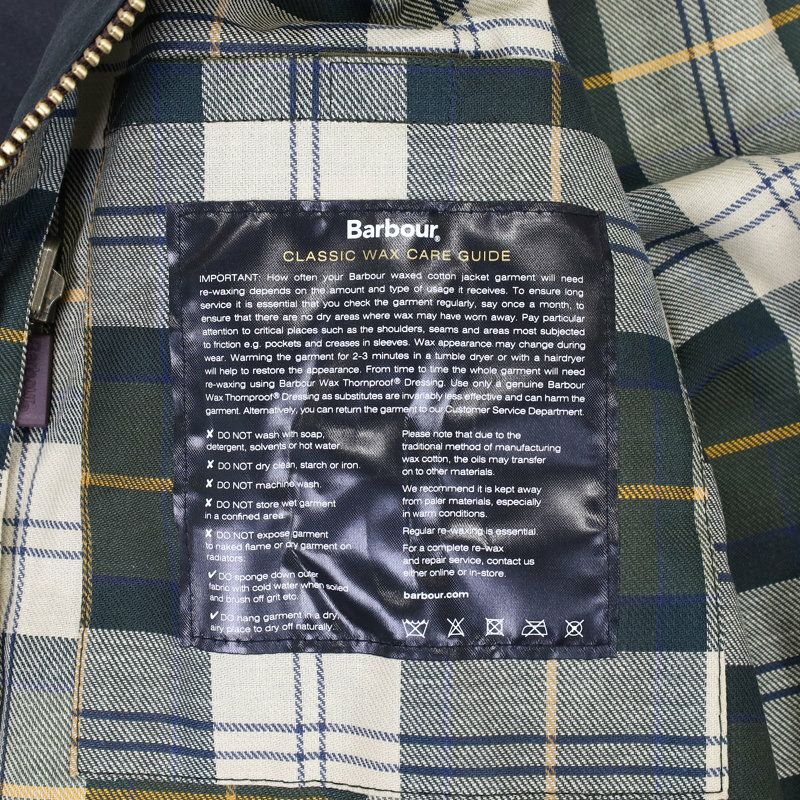 Barbour®
CLASSIC WAX CARE GUIDE
IMPORTANT: How often your Barbour waxed cotton jacket garment will need
re-waxing depends on the amount and type of usage it receives. To ensure long
service it is essential that you check the garment regularly, say once a month, to
ensure that there are no dry areas where wax may have worn away. Pay particular
attention to critical places such as the shoulders, seams and areas most subjected
to friction e.g. pockets and creases in sleeves. Wax appearance may change during
wear. Warming the garment for 2-3 minutes in a tumble dryer or with a hairdryer
will help to restore the appearance. From time to time the whole garment will need
re-waxing using Barbour Wax Thornproof® Dressing. Use only a genuine Barbour
Wax Thornproof® Dressing as substitutes are invariably less effective and can harm the
garment. Alternatively, you can return the garment to our Customer Service Department.
✘ DO NOT wash with soap,
detergent, solvents or hot water.
✘ DO NOT dry clean, starch or iron.
✘ DO NOT machine wash.
✘ DO NOT store wet garment
in a confined area.
✘ DO NOT expose garment
to naked flame or dry garment on
radiators.
✔ DO sponge down outer
fabric with cold water when soiled
and brush off grit etc.
✔ DO hang garment in a dry,
airy place to dry off naturally.
Please note that due to the
traditional method of manufacturing
wax cotton, the oils may transfer
on to other materials.
We recommend it is kept away
from paler materials, especially
in warm conditions.
Regular re-waxing is essential.
For a complete re-wax
and repair service, contact us
either online or in-store.
barbour.com